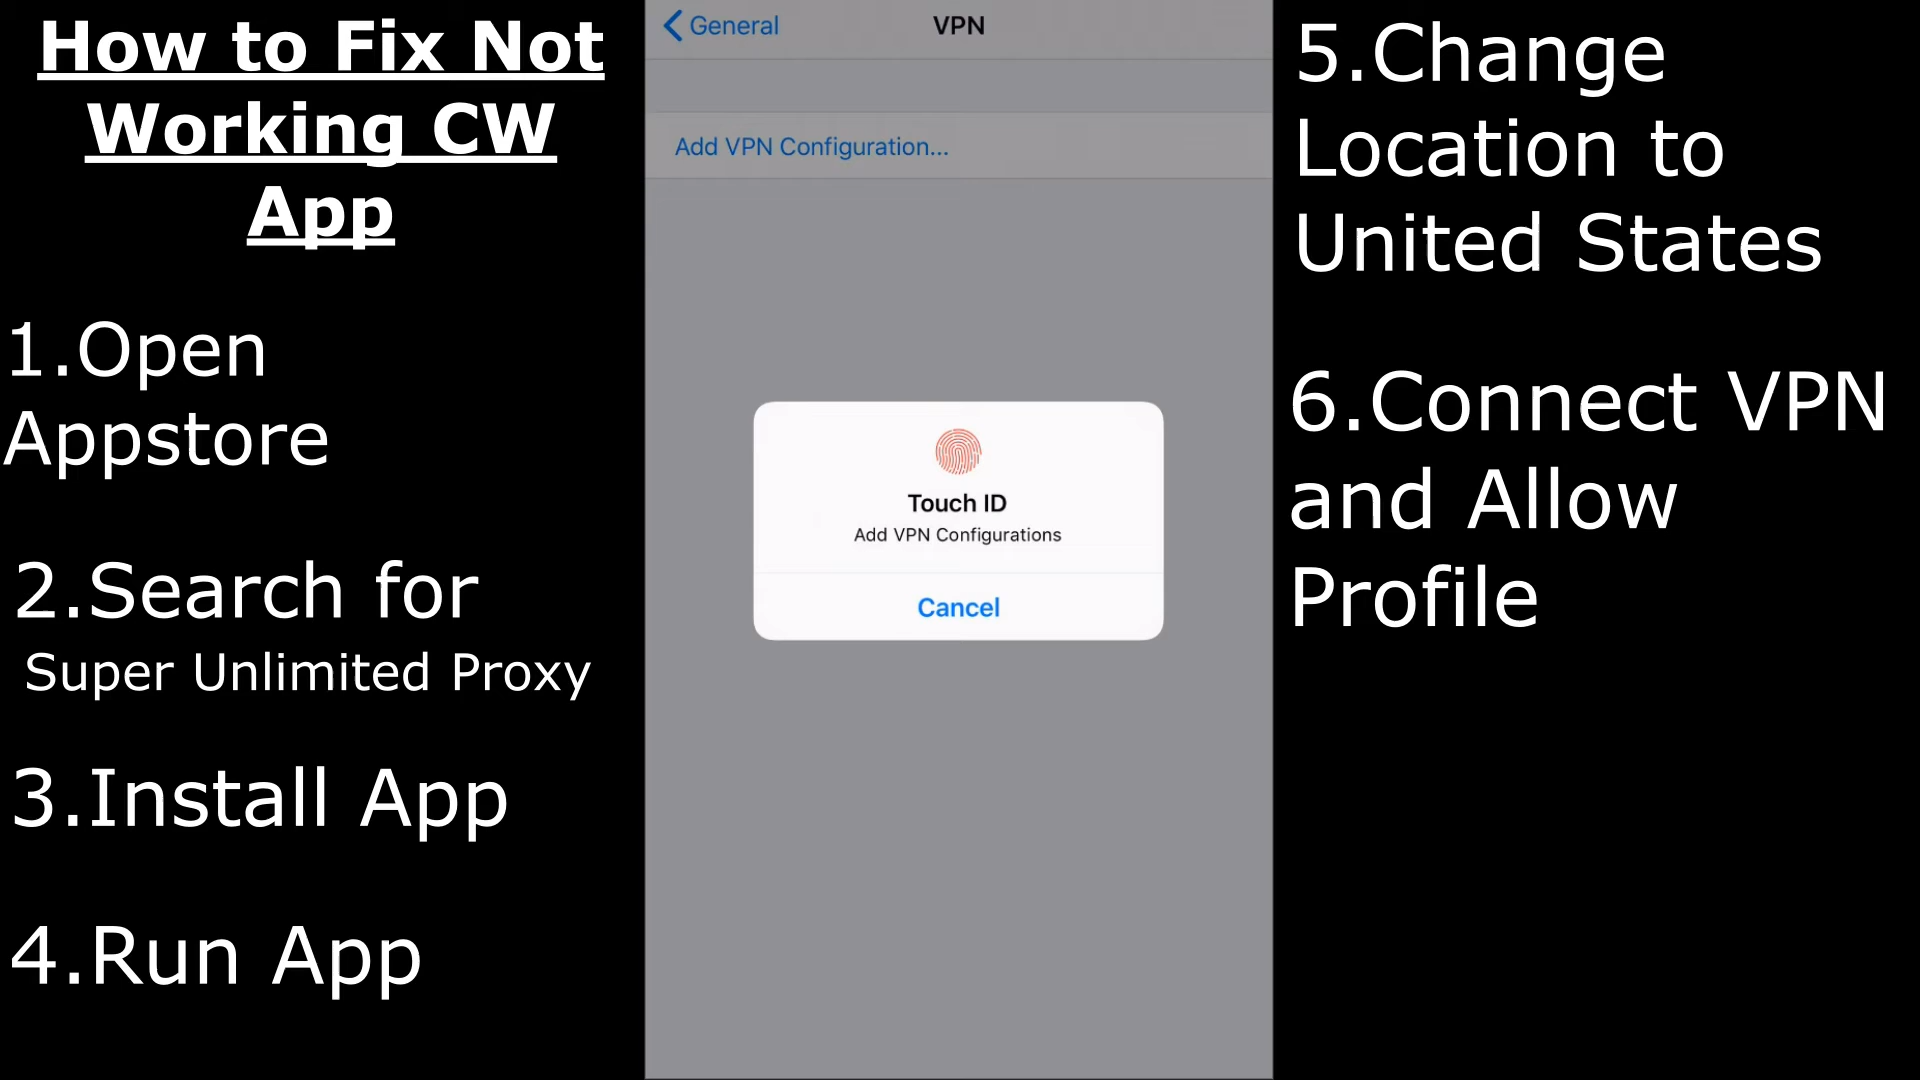 How to Fix Not
Working CW
App
1.Open
Appstore
2.Search for
Super Unlimited Proxy
3.Install App
4.Run App
General
VPN
Add VPN Configuration...
Touch ID
Add VPN Configurations
Cancel
5.Change
Location to
United States
6.Connect VPN
and Allow
Profile